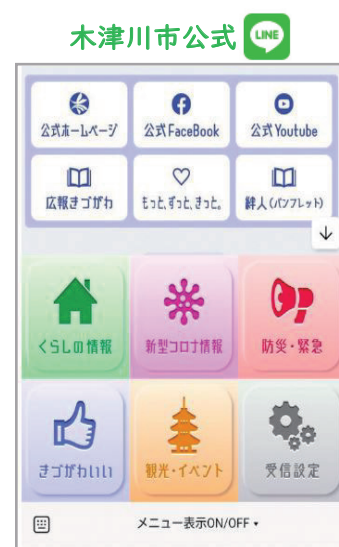 木津川市公式 LINE
公式ホームページ 公式FaceBook 公式Youtube
広報きづがわ もっと、ずっと、きっと。 絆人(パンフレット)
くらしの情報 新型コロナ情報 防災・緊急
きづがわいい 観光・イベント 受信設定
メニュー表示ON/OFF▼